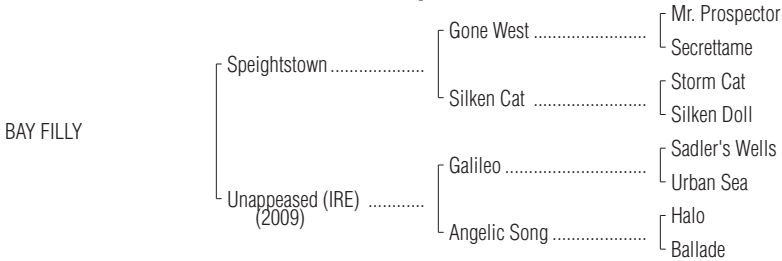 Mr. Prospector
Gone West ........................
Secrettame
Speightstown ....................
Storm Cat
Silken Cat ........................
Silken Doll
BAY FILLY
Sadler's Wells
Galileo ..............................
Urban Sea
Unappeased (IRE) ............
(2009)
Halo
Angelic Song ....................
Ballade